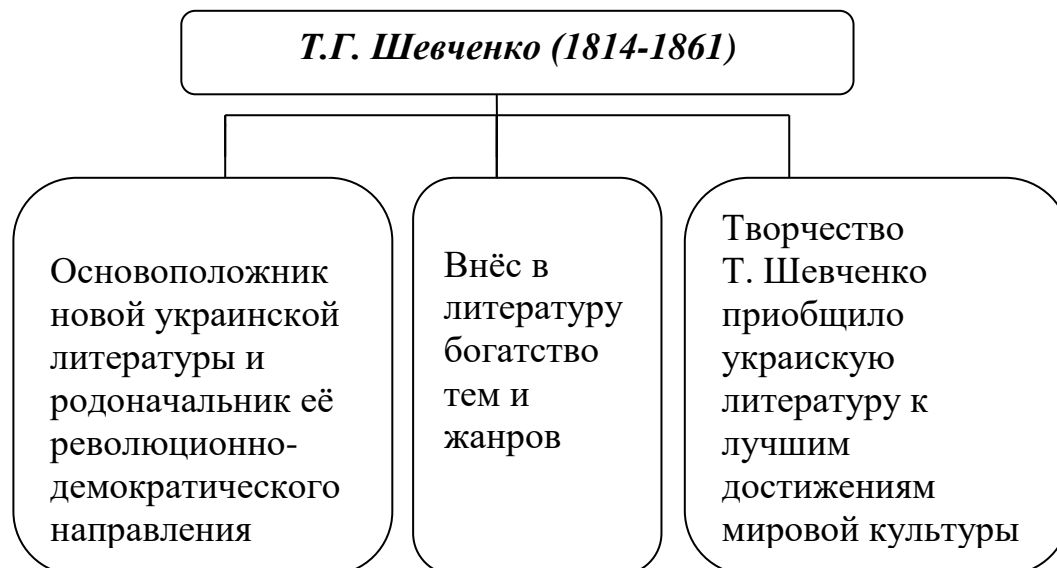 Т.Г. Шевченко (1814-1861)
Основоположник
новой украинской
литературы и
родоначальник её
революционно-
демократического
направления
Внёс в
литературу
богатство
тем и
жанров
Творчество
Т. Шевченко
приобщило
украискую
литературу к
лучшим
достижениям
мировой культуры